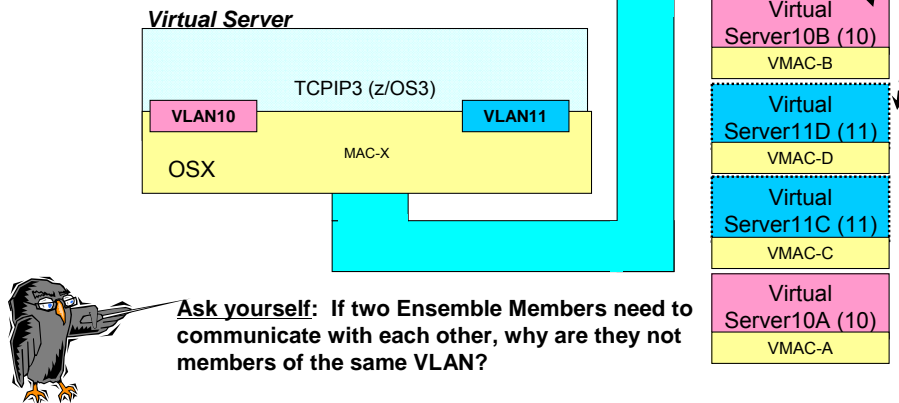 Virtual Server
TCPIP3 (z/OS3)
VLAN10
VLAN11
MAC-X
OSX
Virtual
Server10B (10)
VMAC-B
Virtual
Server11D (11)
VMAC-D
Virtual
Server11C (11)
VMAC-C
Virtual
Server10A (10)
VMAC-A
Ask yourself: If two Ensemble Members need to
communicate with each other, why are they not
members of the same VLAN?